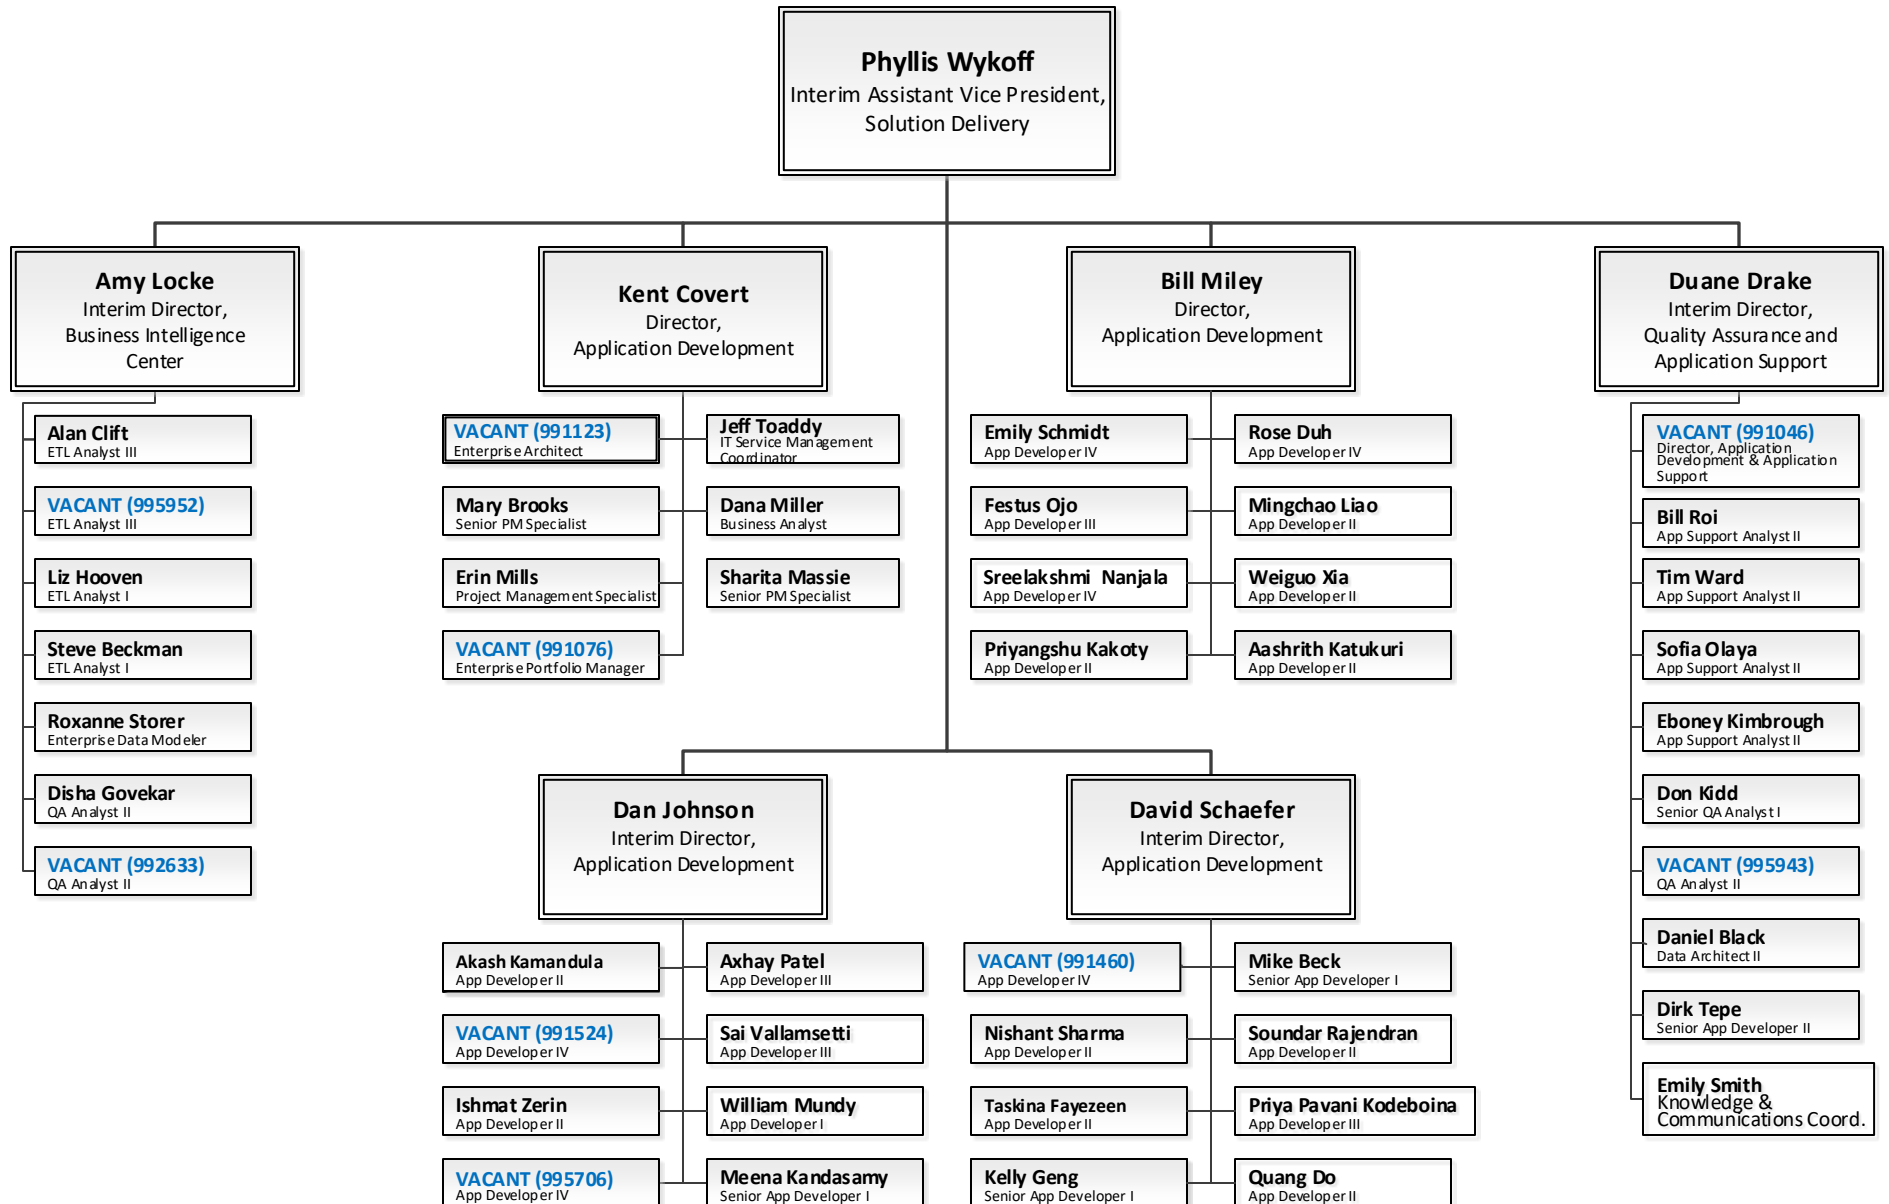 Phyllis Wykoff
Interim Assistant Vice President,
Solution Delivery
Amy Locke
Interim Director,
Business Intelligence
Center
Alan Clift
ETL Analyst III
VACANT (995952)
ETL Analyst III
Liz Hooven
ETL Analyst I
Steve Beckman
ETL Analyst I
Roxanne Storer
Enterprise Data Modeler
Disha Govekar
QA Analyst II
VACANT (992633)
QA Analyst II
Kent Covert
Director,
Application Development
VACANT (991123)
Enterprise Architect
Jeff Toaddy
IT Service Management
Coordinator
Mary Brooks
Senior PM Specialist
Dana Miller
Business Analyst
Erin Mills
Project Management Specialist
Sharita Massie
Senior PM Specialist
VACANT (991076)
Enterprise Portfolio Manager
Bill Miley
Director,
Application Development
Emily Schmidt
App Developer IV
Rose Duh
App Developer IV
Festus Ojo
App Developer III
Mingchao Liao
App Developer II
Sreelakshmi Nanjala
App Developer IV
Weiguo Xia
App Developer II
Priyangshu Kakoty
App Developer II
Aashrith Katukuri
App Developer II
Duane Drake
Interim Director,
Quality Assurance and
Application Support
VACANT (991046)
Director, Application
Development & Application
Support
Bill Roi
App Support Analyst II
Tim Ward
App Support Analyst II
Sofia Olaya
App Support Analyst II
Eboney Kimbrough
App Support Analyst II
Don Kidd
Senior QA Analyst I
VACANT (995943)
QA Analyst II
Daniel Black
Data Architect II
Dirk Tepe
Senior App Developer II
Emily Smith
Knowledge &
Communications Coord.
Dan Johnson
Interim Director,
Application Development
Akash Kamandula
App Developer II
Axhay Patel
App Developer III
VACANT (991524)
App Developer IV
Sai Vallamsetti
App Developer III
Ishmat Zerin
App Developer II
William Mundy
App Developer I
VACANT (995706)
App Developer IV
Meena Kandasamy
Senior App Developer I
David Schaefer
Interim Director,
Application Development
VACANT (991460)
App Developer IV
Mike Beck
Senior App Developer I
Nishant Sharma
App Developer II
Soundar Rajendran
App Developer II
Taskina Fayezeen
App Developer II
Priya Pavani Kodeboina
App Developer III
Kelly Geng
Senior App Developer I
Quang Do
App Developer II